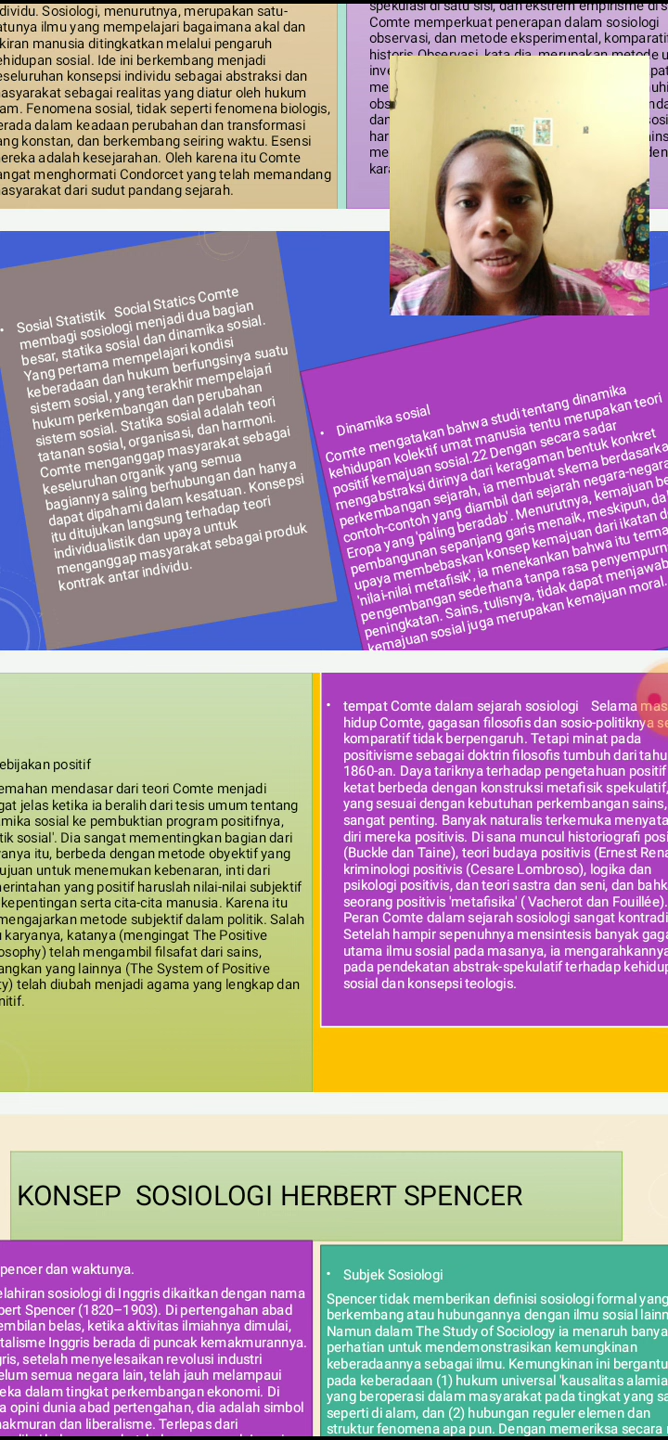 dividu. Sosiologi, menurutnya, merupakan satu-
atunya ilmu yang mempelajari bagaimana akal dan
kiran manusia ditingkatkan melalui pengaruh
ehidupan sosial. Ide ini berkembang menjadi
eseluruhan konsepsi individu sebagai abstraksi dan
asyarakat sebagai realitas yang diatur oleh hukum
am. Fenomena sosial, tidak seperti fenomena biologis,
erada dalam keadaan perubahan dan transformasi
ang konstan, dan berkembang seiring waktu. Esensi
ereka adalah kesejarahan. Oleh karena itu Comte
angat menghormati Condorcet yang telah memandang
asyarakat dari sudut pandang sejarah.
spekulasi di satu sisi, dan ekstrem empirisme di s
Comte memperkuat penerapan dalam sosiologi
observasi, dan metode eksperimental, komparatif
historis Observasi, kata dia, merupakan metode u
inve
me
obs
dan
har
me
kara
• Sosial Statistik Social Statics Comte
membagi sosiologi menjadi dua bagian
besar, statika sosial dan dinamika sosial.
Yang pertama mempelajari kondisi
keberadaan dan hukum berfungsinya suatu
sistem sosial, yang terakhir mempelajari
hukum perkembangan dan perubahan
sistem sosial. Statika sosial adalah teori
tatanan sosial, organisasi, dan harmoni.
Comte menganggap masyarakat sebagai
keseluruhan organik yang semua
bagiannya saling berhubungan dan hanya
dapat dipahami dalam kesatuan. Konsepsi
itu ditujukan langsung terhadap teori
individualistik dan upaya untuk
menganggap masyarakat sebagai produk
kontrak antar individu.
• Dinamika sosial
Comte mengatakan bahwa studi tentang dinamika
kehidupan kolektif umat manusia tentu merupakan teori
positif kemajuan sosial.22 Dengan secara sadar
mengabstraksi dirinya dari keragaman bentuk konkret
perkembangan sejarah, ia membuat skema berdasarka
contoh-contoh yang diambil dari sejarah negara-negara
Eropa yang 'paling beradab'. Menurutnya, kemajuan be
pembangunan sepanjang garis menaik, meskipun, da
upaya membebaskan konsep kemajuan dari ikatan d
'nilai-nilai metafisik', ia menekankan bahwa itu tema
pengembangan sederhana tanpa rasa penyempurn
peningkatan. Sains, tulisnya, tidak dapat menjawab
kemajuan sosial juga merupakan kemajuan moral.
ebijakan positif
emahan mendasar dari teori Comte menjadi
gat jelas ketika ia beralih dari tesis umum tentang
mika sosial ke pembuktian program positifnya,
tik sosial'. Dia sangat mementingkan bagian dari
anya itu, berbeda dengan metode obyektif yang
ujuan untuk menemukan kebenaran, inti dari
nerintahan yang positif haruslah nilai-nilai subjektif
kepentingan serta cita-cita manusia. Karena itu
mengajarkan metode subjektif dalam politik. Salah
u karyanya, katanya (mengingat The Positive
osophy) telah mengambil filsafat dari sains,
angkan yang lainnya (The System of Positive
ty) telah diubah menjadi agama yang lengkap dan
nitif.
• tempat Comte dalam sejarah sosiologi Selama mas
hidup Comte, gagasan filosofis dan sosio-politiknya se
komparatif tidak berpengaruh. Tetapi minat pada
positivisme sebagai doktrin filosofis tumbuh dari tahu
1860-an. Daya tariknya terhadap pengetahuan positif
ketat berbeda dengan konstruksi metafisik spekulatif,
yang sesuai dengan kebutuhan perkembangan sains,
sangat penting. Banyak naturalis terkemuka menyata
diri mereka positivis. Di sana muncul historiografi posi
(Buckle dan Taine), teori budaya positivis (Ernest Rena
kriminologi positivis (Cesare Lombroso), logika dan
psikologi positivis, dan teori sastra dan seni, dan bahk
seorang positivis 'metafisika' ( Vacherot dan Fouillée).
Peran Comte dalam sejarah sosiologi sangat kontradi
Setelah hampir sepenuhnya mensintesis banyak gaga
utama ilmu sosial pada masanya, ia mengarahkannya
pada pendekatan abstrak-spekulatif terhadap kehidup
sosial dan konsepsi teologis.
KONSEP SOSIOLOGI HERBERT SPENCER
pencer dan waktunya.
elahiran sosiologi di Inggris dikaitkan dengan nama
bert Spencer (1820–1903). Di pertengahan abad
embilan belas, ketika aktivitas ilmiahnya dimulai,
talisme Inggris berada di puncak kemakmurannya.
gris, setelah menyelesaikan revolusi industri
elum semua negara lain, telah jauh melampaui
eka dalam tingkat perkembangan ekonomi. Di
a opini dunia abad pertengahan, dia adalah simbol
makmuran dan liberalisme. Terlepas dari
• Subjek Sosiologi
Spencer tidak memberikan definisi sosiologi formal yang
berkembang atau hubungannya dengan ilmu sosial lainn
Namun dalam The Study of Sociology ia menaruh banya
perhatian untuk mendemonstrasikan kemungkinan
keberadaannya sebagai ilmu. Kemungkinan ini bergantu
pada keberadaan (1) hukum universal 'kausalitas alamia
yang beroperasi dalam masyarakat pada tingkat yang sa
seperti di alam, dan (2) hubungan reguler elemen dan
struktur fenomena apa pun. Dengan memeriksa secara